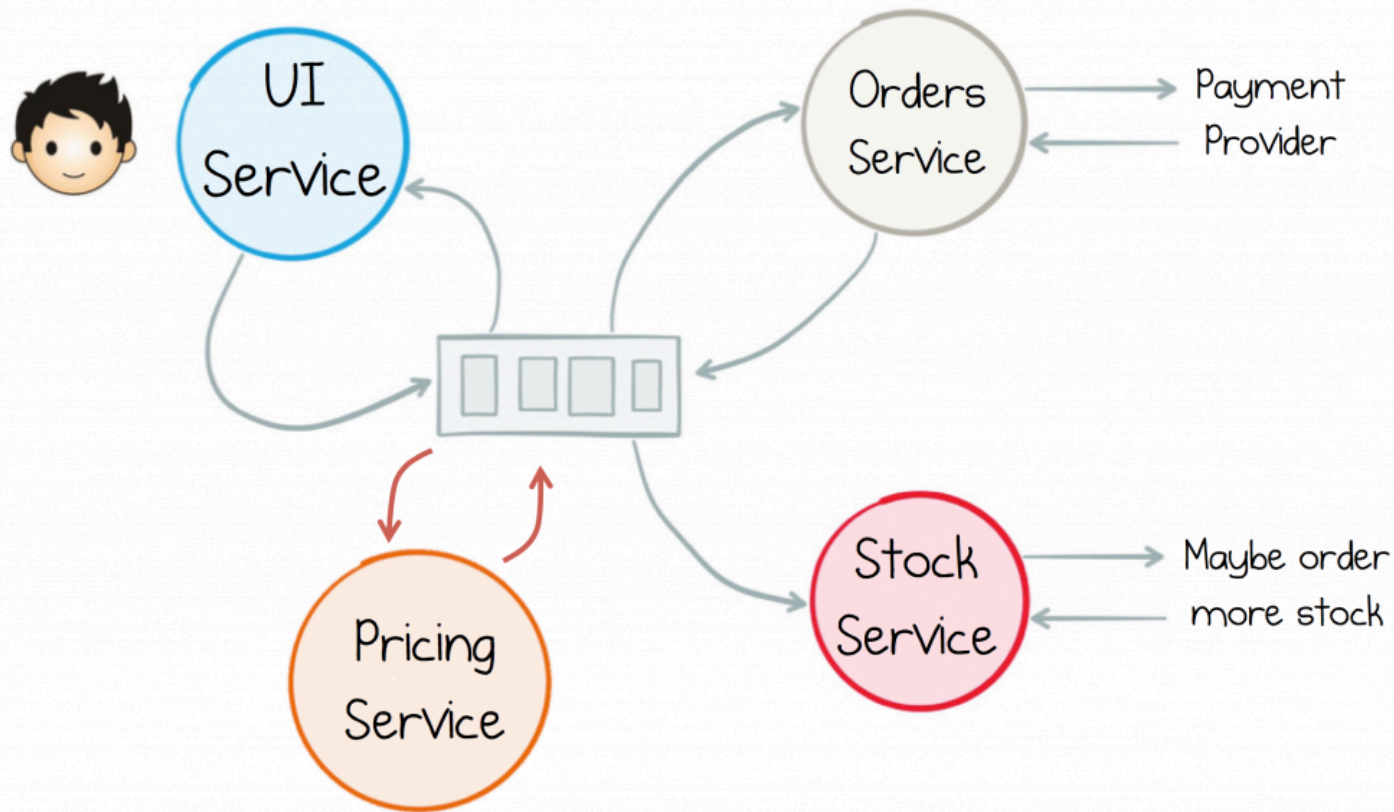 UI
Service
Orders
Service
Payment
Provider
Pricing
Service
Stock
Service
Maybe order
more stock